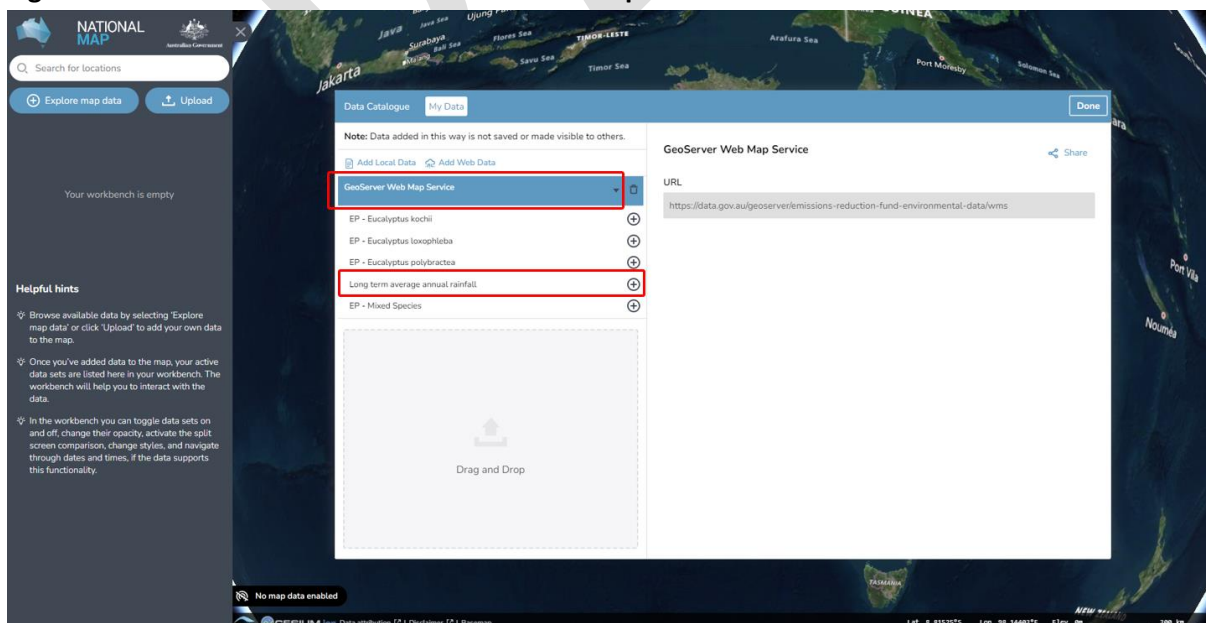 NATIONAL
MAP
Australian Government
Search for locations
Explore map data
Upload
Your workbench is empty
Helpful hints
Browse available data by selecting 'Explore
map data' or click 'Upload' to add your own data
to the map.
Once you've added data to the map, your active
data sets are listed here in your workbench. The
workbench will help you to interact with the
data.
In the workbench you can toggle data sets on
and off, change their opacity, activate the split
screen comparison, change styles, and navigate
through dates and times, if the data supports
this functionality.
Java Sea
Ujung
Java
Surabaya
Bali Sea
Malang
Flores Sea
TIMOR-LESTE
Savu Sea
Timor Sea
Jakarta
Arafura Sea
Port Moresby
Solomon Sea
Data Catalogue
My Data
Done
Note: Data added in this way is not saved or made visible to others.
Add Local Data
Add Web Data
GeoServer Web Map Service
EP - Eucalyptus kochii
EP - Eucalyptus loxophleba
EP - Eucalyptus polybractea
Long term average annual rainfall
EP - Mixed Species
Drag and Drop
GeoServer Web Map Service
Share
URL
https://data.gov.au/geoserver/emissions-reduction-fund-environmental-data/wms
Port Vila
Nouméa
TASMANIA
No map data enabled